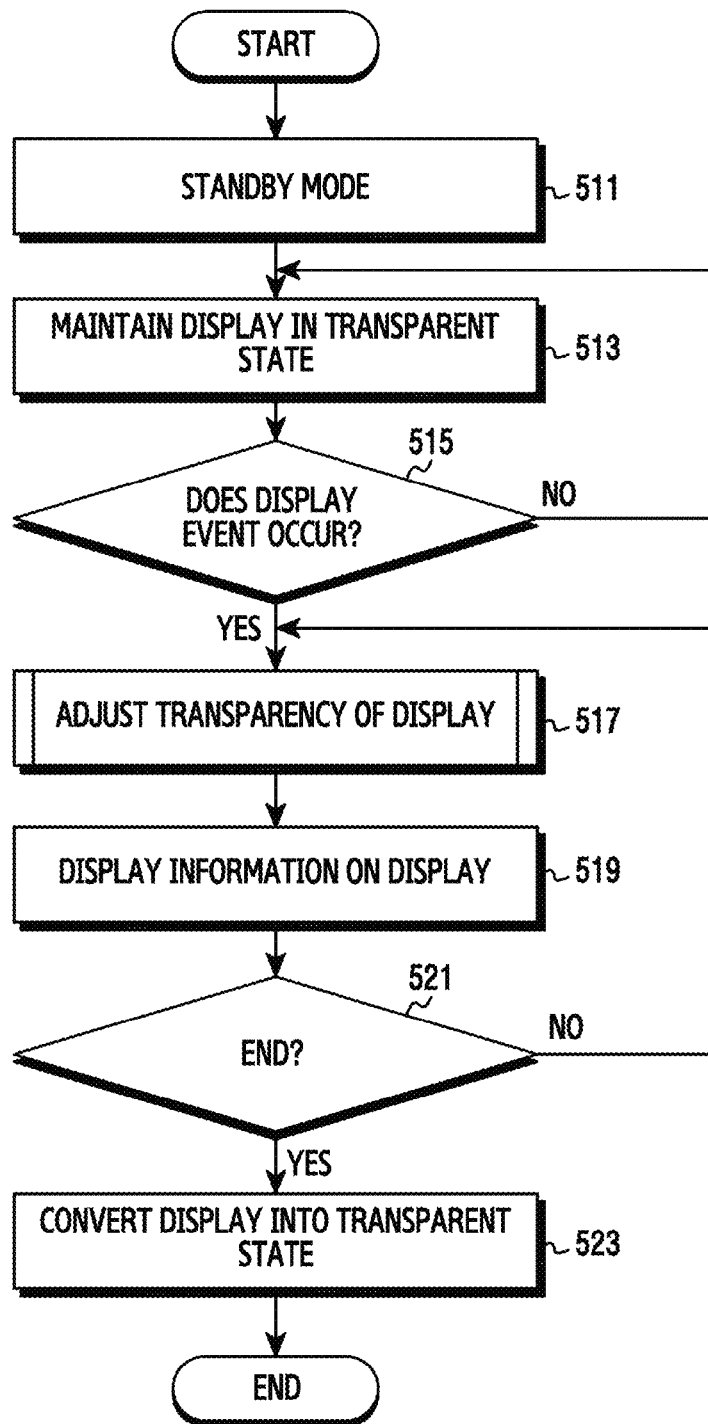 START
STANDBY MODE
511
MAINTAIN DISPLAY IN TRANSPARENT
STATE
513
515
DOES DISPLAY
EVENT OCCUR?
NO
YES
ADJUST TRANSPARENCY OF DISPLAY
517
DISPLAY INFORMATION ON DISPLAY
519
521
END?
NO
YES
CONVERT DISPLAY INTO TRANSPARENT
STATE
523
END